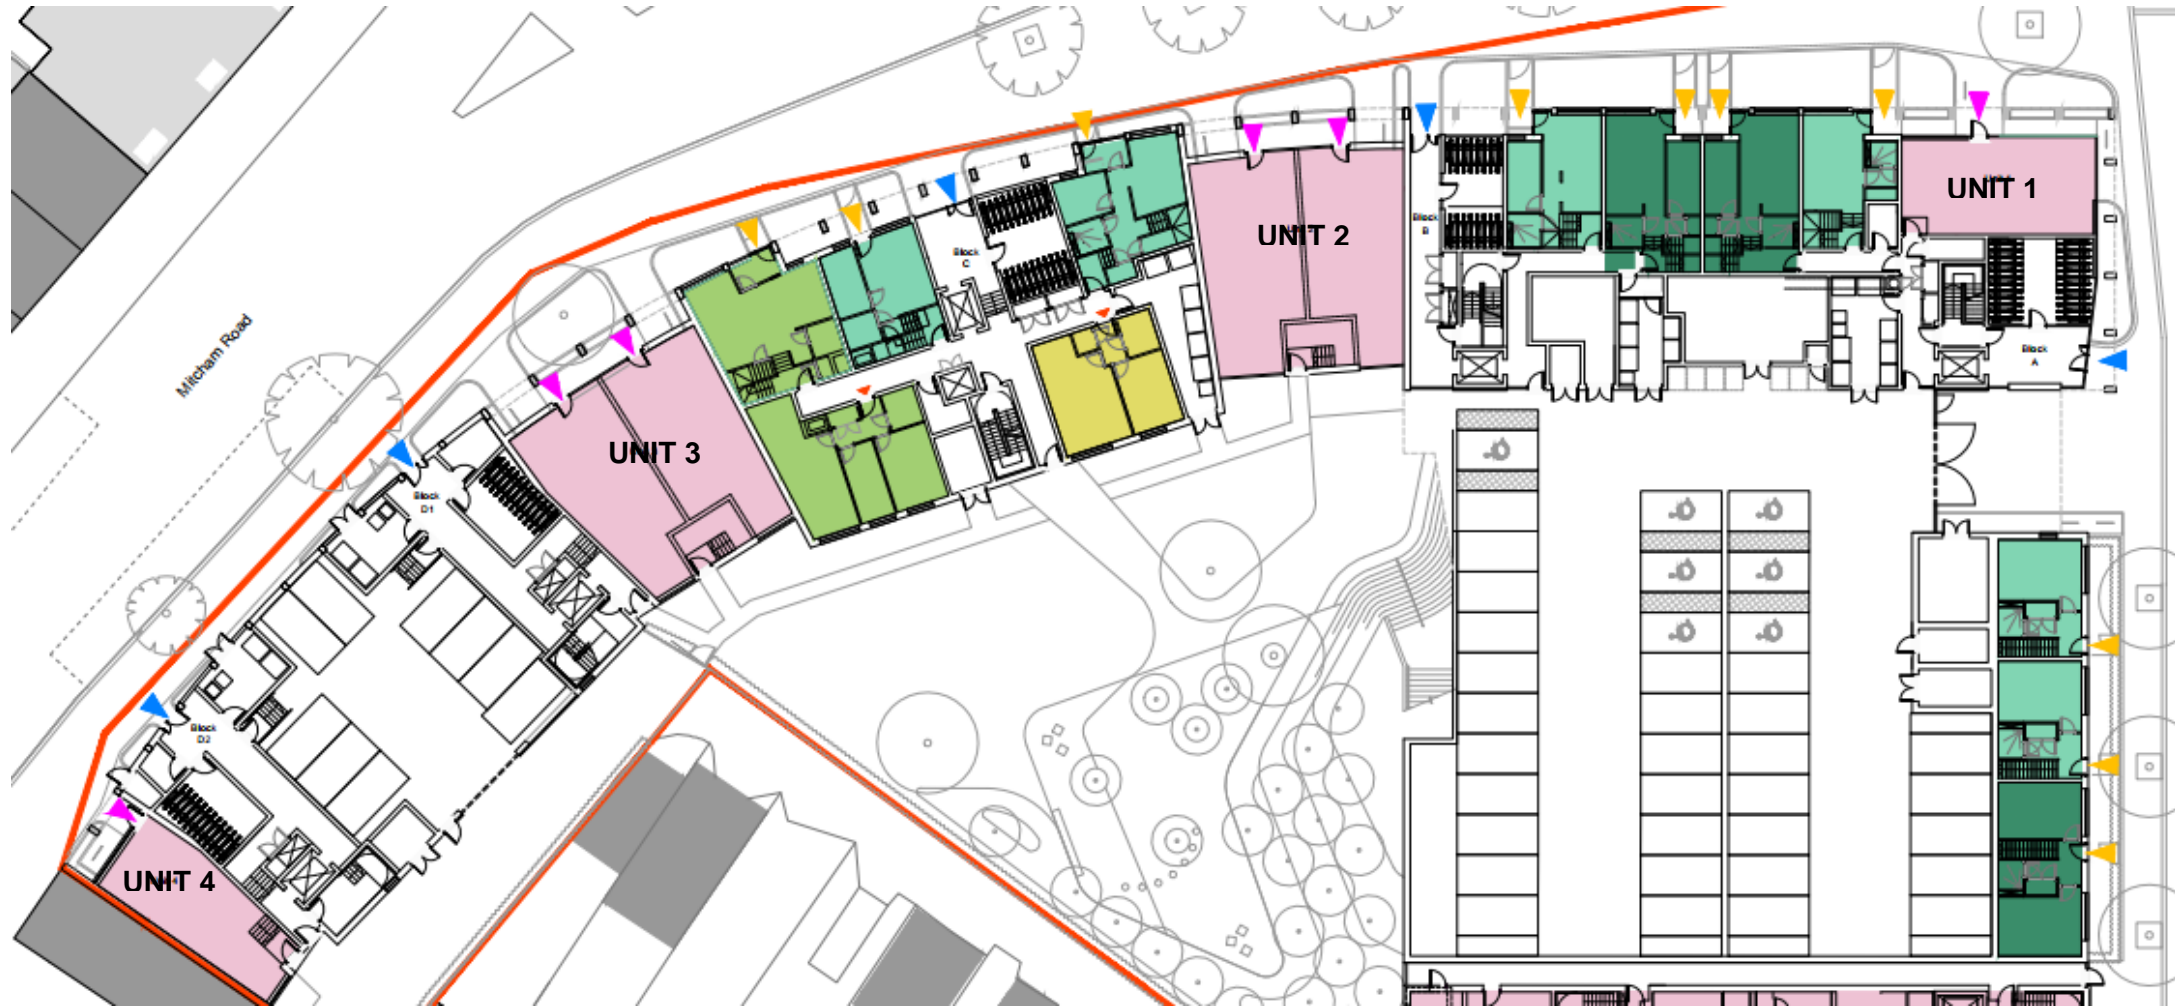 UNIT 1
Block
B
UNIT 2
Block
C
Block
A
Mitcham Road
UNIT 3
Block
D1
Block
D2
UNIT 4